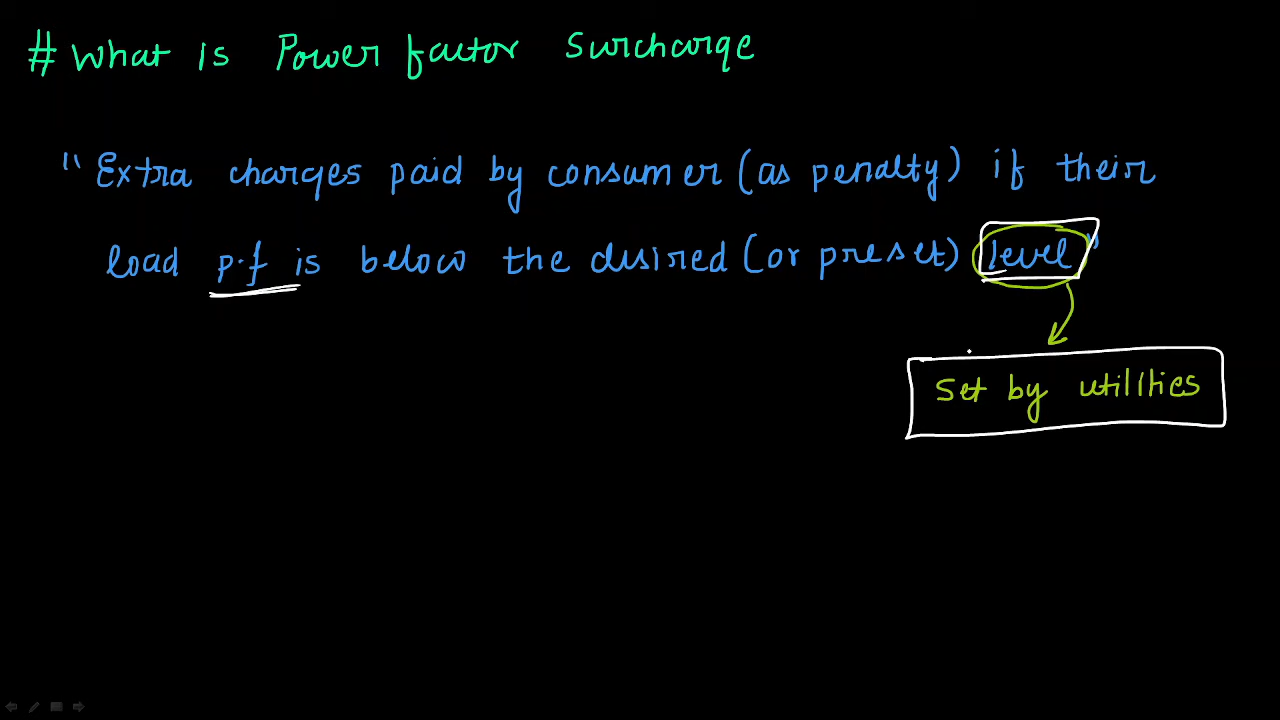 # What is Power factor Surcharge
"Extra charges paid by consumer (as penalty) if their
load p.f is below the desired (or preset) level"
Set by utilities